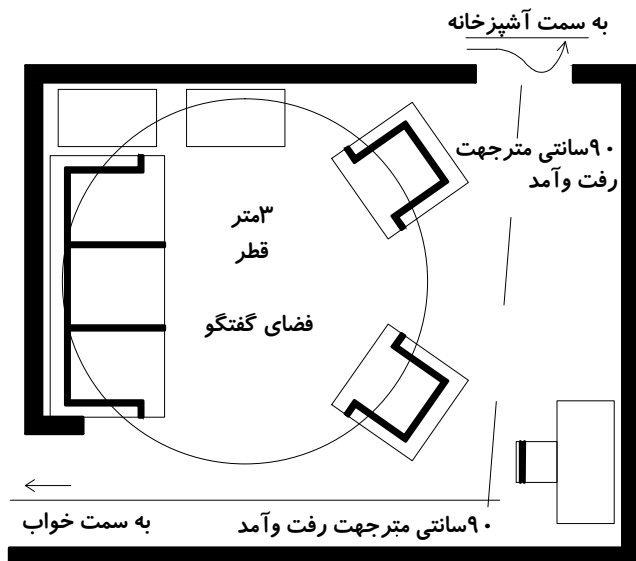 به سمت آشپزخانه
۹۰سانتی مترجهت
رفت وآمد
۳متر
قطر
فضای گفتگو
به سمت خواب
۹۰سانتی مترجهت رفت وآمد